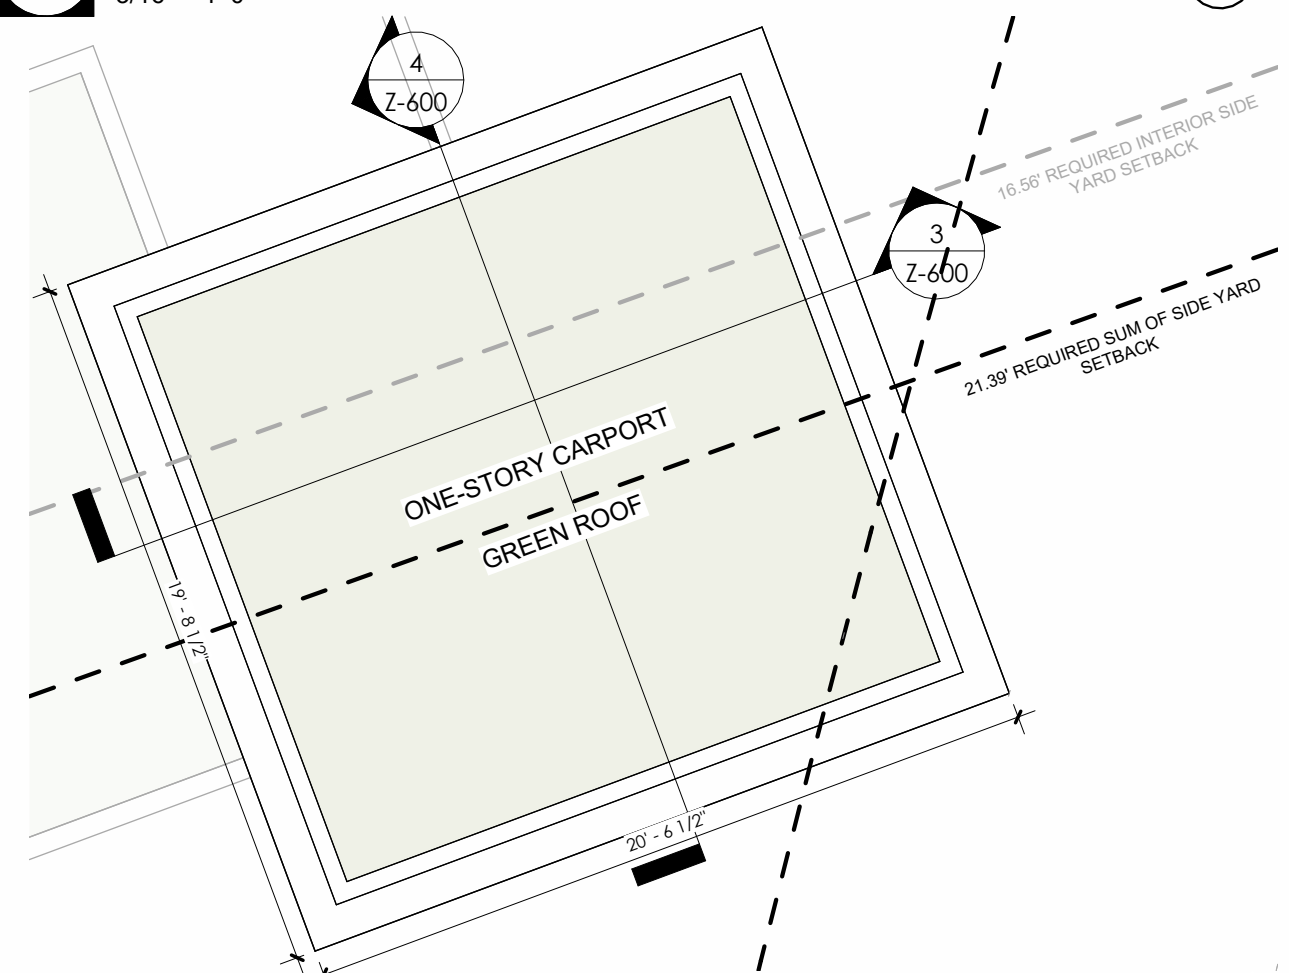 4
Z-600
16.56' REQUIRED INTERIOR SIDE
YARD SETBACK
3
Z-600
21.39' REQUIRED SUM OF SIDE YARD
SETBACK
ONE-STORY CARPORT
GREEN ROOF
19' - 8 1/2"
20' - 6 1/2"